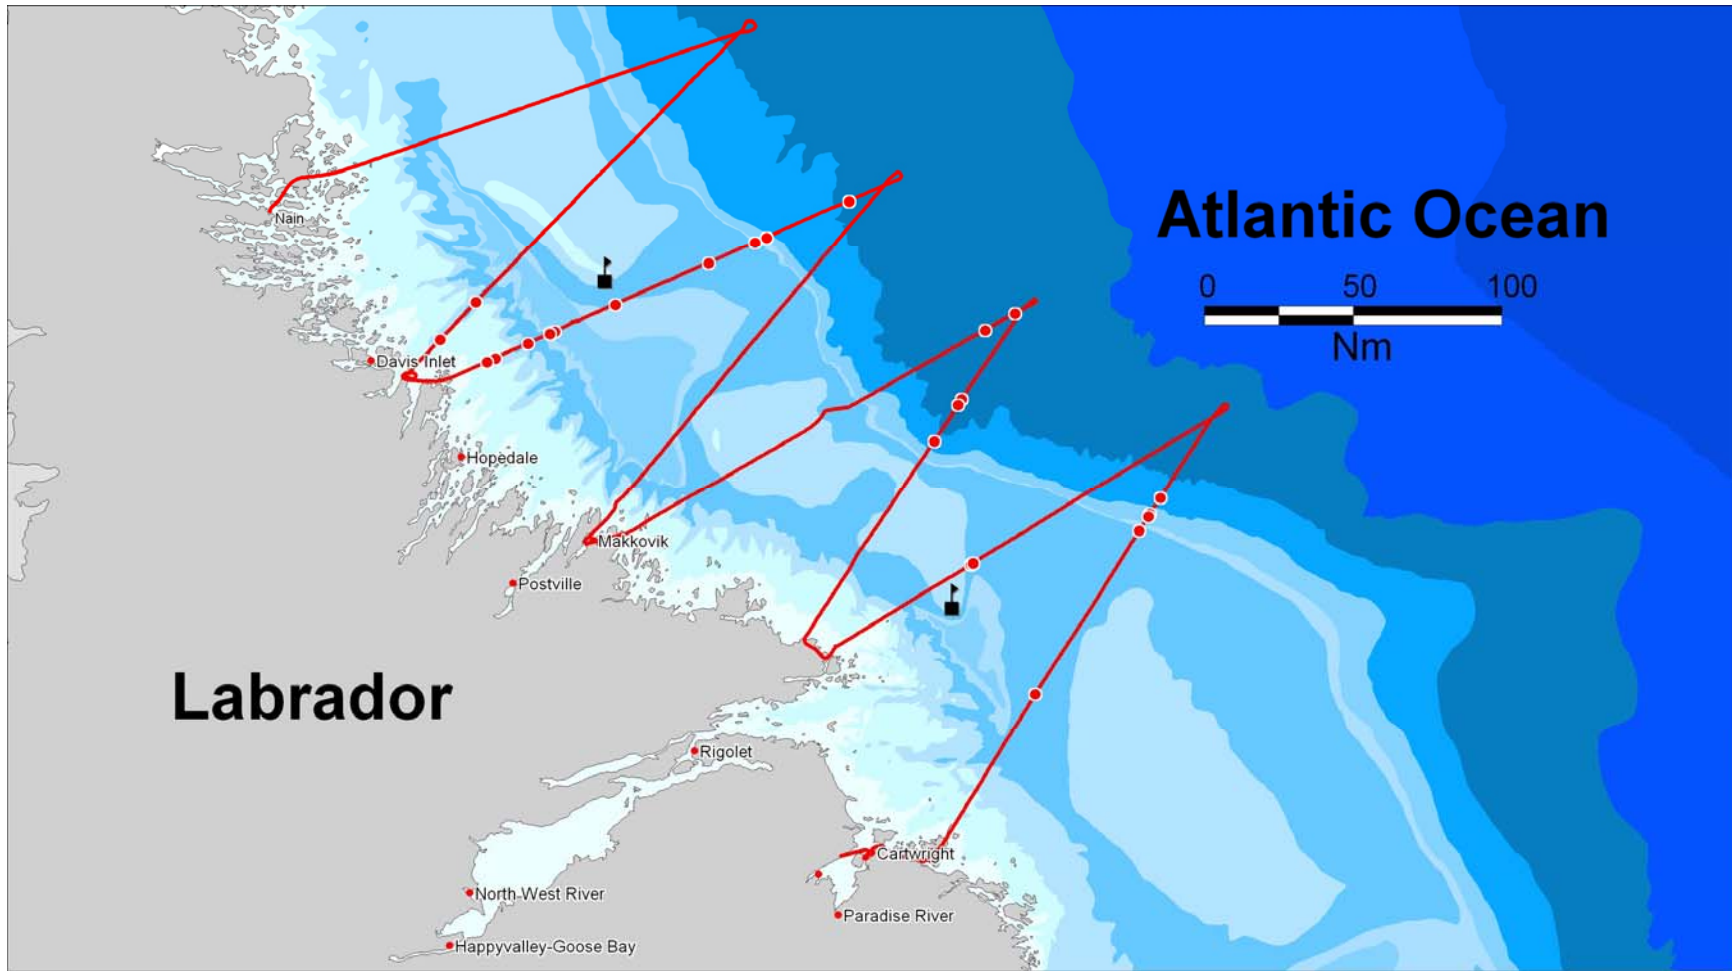 Atlantic Ocean
Nain
0 50 100
Nm
Davis Inlet
Hopedale
Makkovik
Postville
Labrador
Rigolet
Cartwright
North West River
Paradise River
Happyvalley-Goose Bay